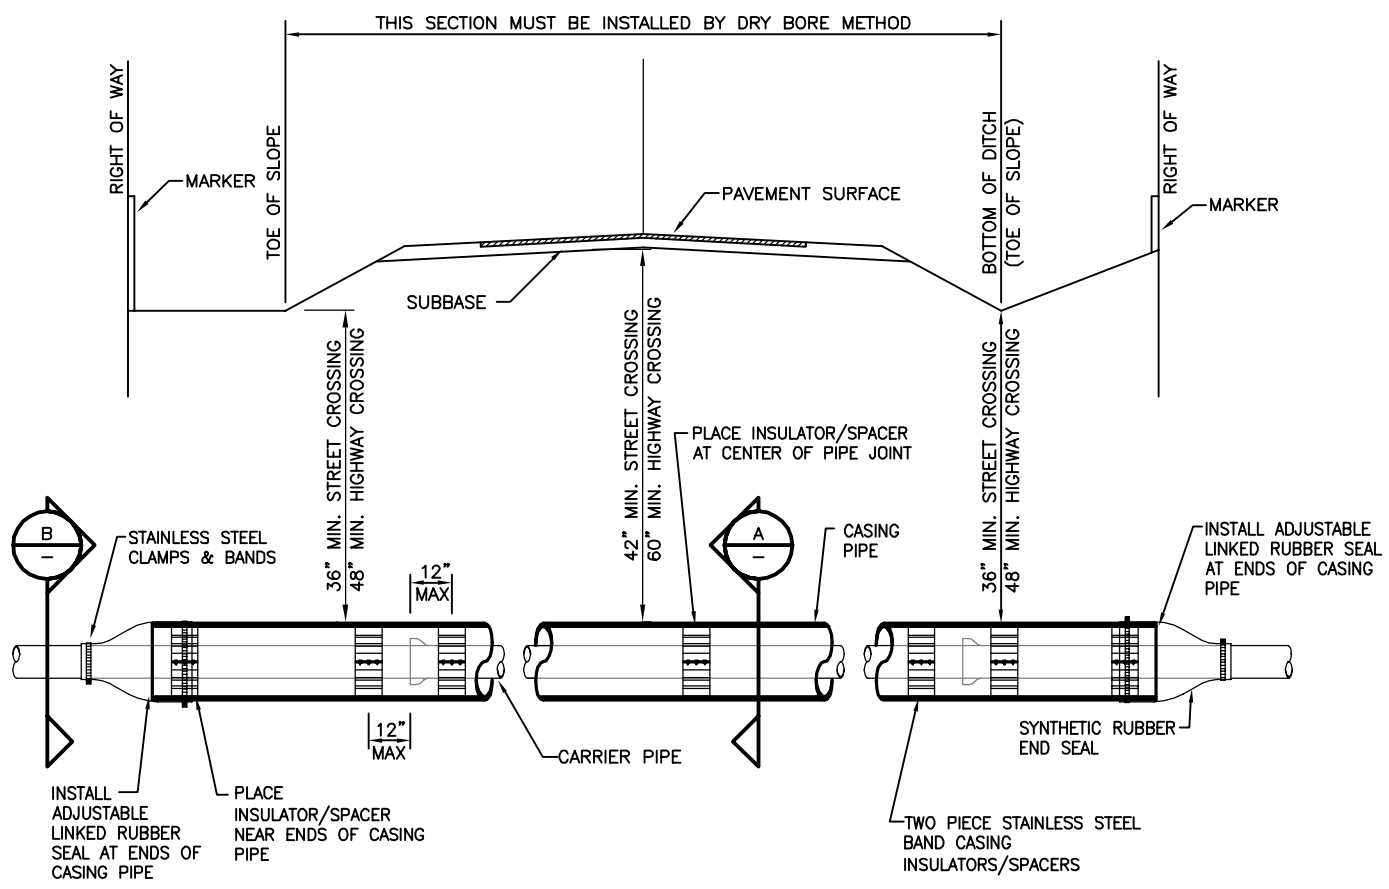 THIS SECTION MUST BE INSTALLED BY DRY BORE METHOD
RIGHT OF WAY
MARKER
TOE OF SLOPE
PAVEMENT SURFACE
BOTTOM OF DITCH
(TOE OF SLOPE)
RIGHT OF WAY
MARKER
SUBBASE
36" MIN. STREET CROSSING
48" MIN. HIGHWAY CROSSING
42" MIN. STREET CROSSING
60" MIN. HIGHWAY CROSSING
36" MIN. STREET CROSSING
48" MIN. HIGHWAY CROSSING
PLACE INSULATOR/SPACER
AT CENTER OF PIPE JOINT
B
–
STAINLESS STEEL
CLAMPS & BANDS
12"
MAX
A
–
CASING
PIPE
INSTALL ADJUSTABLE
LINKED RUBBER SEAL
AT ENDS OF CASING
PIPE
12"
MAX
CARRIER PIPE
SYNTHETIC RUBBER
END SEAL
INSTALL
ADJUSTABLE
LINKED RUBBER
SEAL AT ENDS OF
CASING PIPE
PLACE
INSULATOR/SPACER
NEAR ENDS OF CASING
PIPE
TWO PIECE STAINLESS STEEL
BAND CASING
INSULATORS/SPACERS